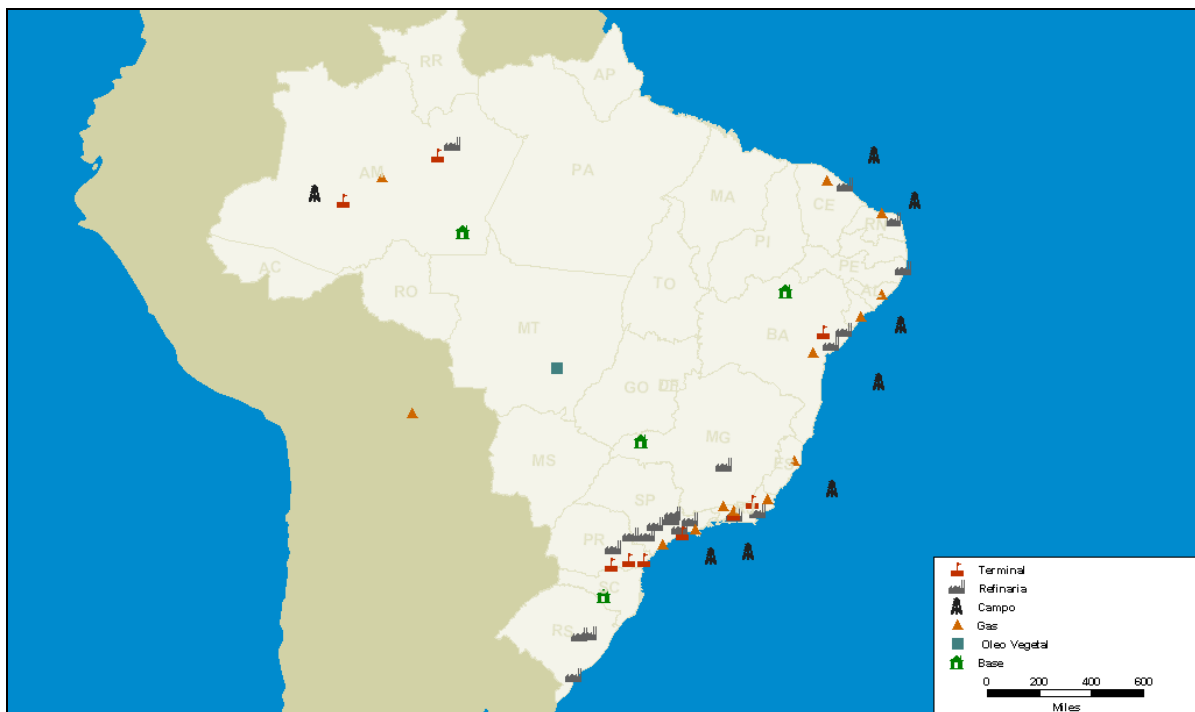 RR
AP
AM
PA
MA
CE
RN
PI
PE
AC
RO
TO
MT
BA
GO
MG
MS
ES
SP
PR
SC
RS
Terminal
Refinaria
Campo
Gas
Oleo Vegetal
Base
0 200 400 600
Miles